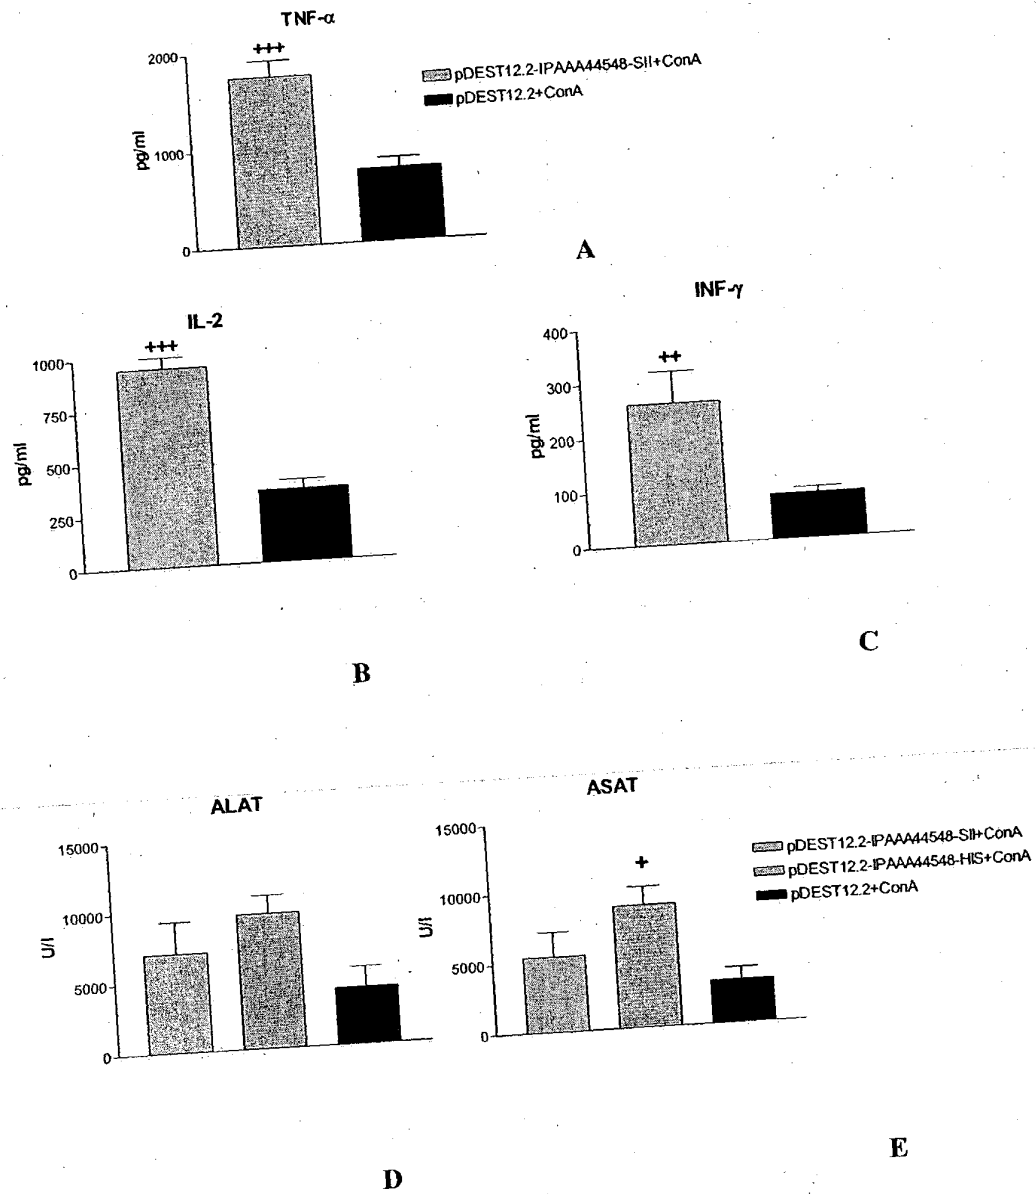 TNF-α
+++
2000
1000
0
pg/ml
pDEST12.2-IPAAA44548-SII+ConA
pDEST12.2+ConA
A
IL-2
+++
1000
750
500
250
0
pg/ml
B
INF-γ
++
400
300
200
100
0
pg/ml
C
ALAT
15000
10000
5000
0
U/l
D
ASAT
+
15000
10000
5000
0
U/l
pDEST12.2-IPAAA44548-SII+ConA
pDEST12.2-IPAAA44548-HIS+ConA
pDEST12.2+ConA
E